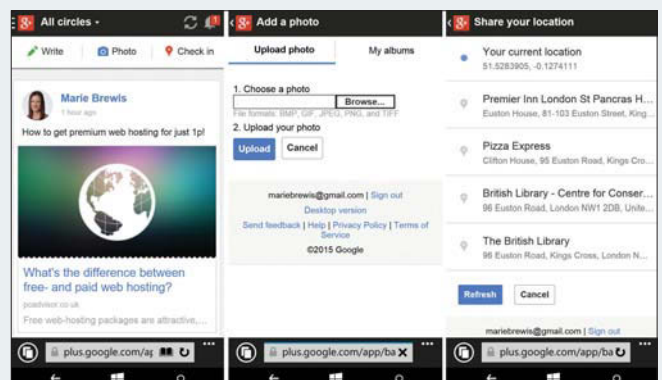 g+ All circles
Write
Photo
Check in
Marie Brewis
1 hour ago
How to get premium web hosting for just 1p!
What's the difference between
free- and paid web hosting?
pcadvisor.co.uk
Free web-hosting packages are attractive,...
plus.google.com/ap
g+ Add a photo
Upload photo
My albums
1. Choose a photo
Browse...
File formats: BMP, GIF, JPEG, PNG, and TIFF
2. Upload your photo
Upload
Cancel
mariebrewis@gmail.com | Sign out
Desktop version
Send feedback | Help | Privacy Policy | Terms of
Service
©2015 Google
plus.google.com/app/ba
g+ Share your location
Your current location
51.5283905, -0.1274111
Premier Inn London St Pancras H...
Euston House, 81-103 Euston Street, King...
Pizza Express
Clifton House, 95 Euston Road, Kings Cro...
British Library - Centre for Conser...
96 Euston Road, London NW1 2DB, Unite...
The British Library
96 Euston Road, Kings Cross, London N...
Refresh
Cancel
mariebrewis@gmail.com | Sign out
plus.google.com/app/ba